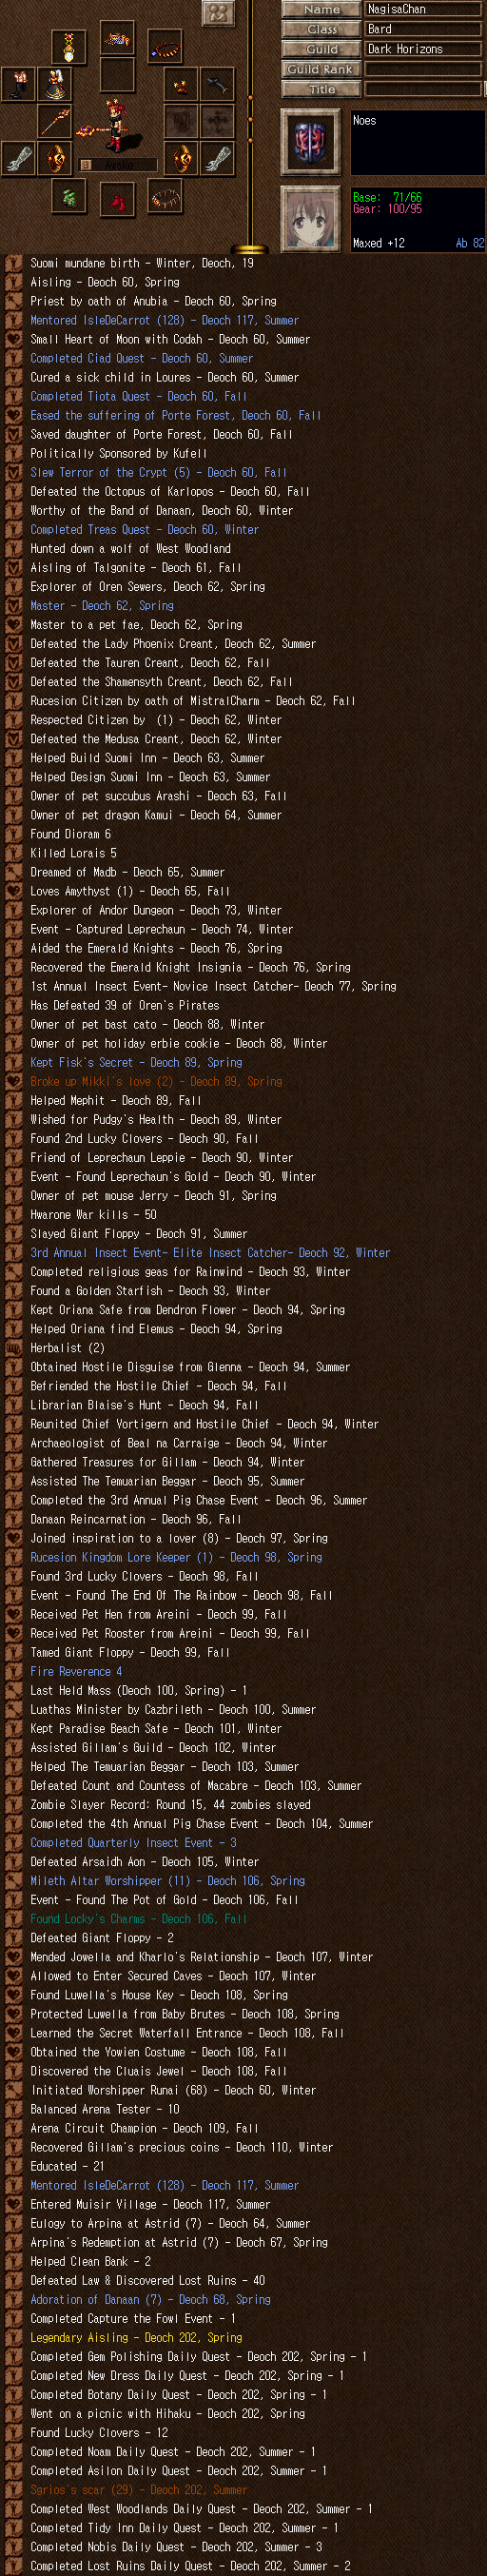 Name
NagisaChan
Class
Bard
Guild
Dark Horizons
Guild Rank
Title
Noes
Awake
Base: 71/66
Gear: 100/95
Maxed +12 Ab 82
Suomi mundane birth - Winter, Deoch, 19
Aisling - Deoch 60, Spring
Priest by oath of Anubia - Deoch 60, Spring
Mentored IsleDeCarrot (128) - Deoch 117, Summer
Small Heart of Moon with Codah - Deoch 60, Summer
Completed Ciad Quest - Deoch 60, Summer
Cured a sick child in Loures - Deoch 60, Summer
Completed Tiota Quest - Deoch 60, Fall
Eased the suffering of Porte Forest, Deoch 60, Fall
Saved daughter of Porte Forest, Deoch 60, Fall
Politically Sponsored by Kufell
Slew Terror of the Crypt (5) - Deoch 60, Fall
Defeated the Octopus of Karlopos - Deoch 60, Fall
Worthy of the Band of Danaan, Deoch 60, Winter
Completed Treas Quest - Deoch 60, Winter
Hunted down a wolf of West Woodland
Aisling of Talgonite - Deoch 61, Fall
Explorer of Oren Sewers, Deoch 62, Spring
Master - Deoch 62, Spring
Master to a pet fae, Deoch 62, Spring
Defeated the Lady Phoenix Creant, Deoch 62, Summer
Defeated the Tauren Creant, Deoch 62, Fall
Defeated the Shamensyth Creant, Deoch 62, Fall
Rucesion Citizen by oath of MistralCharm - Deoch 62, Fall
Respected Citizen by  (1) - Deoch 62, Winter
Defeated the Medusa Creant, Deoch 62, Winter
Helped Build Suomi Inn - Deoch 63, Summer
Helped Design Suomi Inn - Deoch 63, Summer
Owner of pet succubus Arashi - Deoch 63, Fall
Owner of pet dragon Kamui - Deoch 64, Summer
Found Dioram 6
Killed Lorais 5
Dreamed of Madb - Deoch 65, Summer
Loves Amythyst (1) - Deoch 65, Fall
Explorer of Andor Dungeon - Deoch 73, Winter
Event - Captured Leprechaun - Deoch 74, Winter
Aided the Emerald Knights - Deoch 76, Spring
Recovered the Emerald Knight Insignia - Deoch 76, Spring
1st Annual Insect Event- Novice Insect Catcher- Deoch 77, Spring
Has Defeated 39 of Oren's Pirates
Owner of pet bast cato - Deoch 88, Winter
Owner of pet holiday erbie cookie - Deoch 88, Winter
Kept Fisk's Secret - Deoch 89, Spring
Broke up Mikki's love (2) - Deoch 89, Spring
Helped Mephit - Deoch 89, Fall
Wished for Pudgy's Health - Deoch 89, Winter
Found 2nd Lucky Clovers - Deoch 90, Fall
Friend of Leprechaun Leppie - Deoch 90, Winter
Event - Found Leprechaun's Gold - Deoch 90, Winter
Owner of pet mouse Jerry - Deoch 91, Spring
Hwarone War kills - 50
Slayed Giant Floppy - Deoch 91, Summer
3rd Annual Insect Event- Elite Insect Catcher- Deoch 92, Winter
Completed religious geas for Rainwind - Deoch 93, Winter
Found a Golden Starfish - Deoch 93, Winter
Kept Oriana Safe from Dendron Flower - Deoch 94, Spring
Helped Oriana find Elemus - Deoch 94, Spring
Herbalist (2)
Obtained Hostile Disguise from Glenna - Deoch 94, Summer
Befriended the Hostile Chief - Deoch 94, Fall
Librarian Blaise's Hunt - Deoch 94, Fall
Reunited Chief Vortigern and Hostile Chief - Deoch 94, Winter
Archaeologist of Beal na Carraige - Deoch 94, Winter
Gathered Treasures for Gillam - Deoch 94, Winter
Assisted The Temuarian Beggar - Deoch 95, Summer
Completed the 3rd Annual Pig Chase Event - Deoch 96, Summer
Danaan Reincarnation - Deoch 96, Fall
Joined inspiration to a lover (8) - Deoch 97, Spring
Rucesion Kingdom Lore Keeper (1) - Deoch 98, Spring
Found 3rd Lucky Clovers - Deoch 98, Fall
Event - Found The End Of The Rainbow - Deoch 98, Fall
Received Pet Hen from Areini - Deoch 99, Fall
Received Pet Rooster from Areini - Deoch 99, Fall
Tamed Giant Floppy - Deoch 99, Fall
Fire Reverence 4
Last Held Mass (Deoch 100, Spring) - 1
Luathas Minister by Cazbrileth - Deoch 100, Summer
Kept Paradise Beach Safe - Deoch 101, Winter
Assisted Gillam's Guild - Deoch 102, Winter
Helped The Temuarian Beggar - Deoch 103, Summer
Defeated Count and Countess of Macabre - Deoch 103, Summer
Zombie Slayer Record: Round 15, 44 zombies slayed
Completed the 4th Annual Pig Chase Event - Deoch 104, Summer
Completed Quarterly Insect Event - 3
Defeated Arsaidh Aon - Deoch 105, Winter
Mileth Altar Worshipper (11) - Deoch 106, Spring
Event - Found The Pot of Gold - Deoch 106, Fall
Found Locky's Charms - Deoch 106, Fall
Defeated Giant Floppy - 2
Mended Jowella and Kharlo's Relationship - Deoch 107, Winter
Allowed to Enter Secured Caves - Deoch 107, Winter
Found Luwella's House Key - Deoch 108, Spring
Protected Luwella from Baby Brutes - Deoch 108, Spring
Learned the Secret Waterfall Entrance - Deoch 108, Fall
Obtained the Yowien Costume - Deoch 108, Fall
Discovered the Cluais Jewel - Deoch 108, Fall
Initiated Worshipper Runai (68) - Deoch 60, Winter
Balanced Arena Tester - 10
Arena Circuit Champion - Deoch 109, Fall
Recovered Gillam's precious coins - Deoch 110, Winter
Educated - 21
Mentored IsleDeCarrot (128) - Deoch 117, Summer
Entered Muisir Village - Deoch 117, Summer
Eulogy to Arpina at Astrid (7) - Deoch 64, Summer
Arpina's Redemption at Astrid (7) - Deoch 67, Spring
Helped Clean Bank - 2
Defeated Law & Discovered Lost Ruins - 40
Adoration of Danaan (7) - Deoch 68, Spring
Completed Capture the Fowl Event - 1
Legendary Aisling - Deoch 202, Spring
Completed Gem Polishing Daily Quest - Deoch 202, Spring - 1
Completed New Dress Daily Quest - Deoch 202, Spring - 1
Completed Botany Daily Quest - Deoch 202, Spring - 1
Went on a picnic with Hihaku - Deoch 202, Spring
Found Lucky Clovers - 12
Completed Noam Daily Quest - Deoch 202, Summer - 1
Completed Asilon Daily Quest - Deoch 202, Summer - 1
Sgrios's scar (29) - Deoch 202, Summer
Completed West Woodlands Daily Quest - Deoch 202, Summer - 1
Completed Tidy Inn Daily Quest - Deoch 202, Summer - 1
Completed Nobis Daily Quest - Deoch 202, Summer - 3
Completed Lost Ruins Daily Quest - Deoch 202, Summer - 2